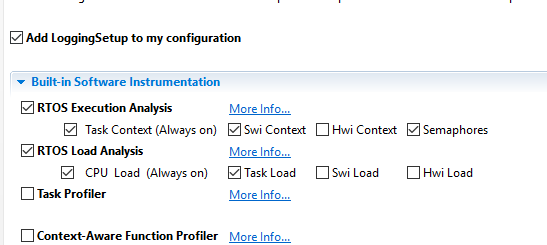 Add LoggingSetup to my configuration
Built-in Software Instrumentation
RTOS Execution Analysis More Info...
Task Context (Always on) Swi Context Hwi Context Semaphores
RTOS Load Analysis More Info...
CPU Load (Always on) Task Load Swi Load Hwi Load
Task Profiler More Info...
Context-Aware Function Profiler More Info...